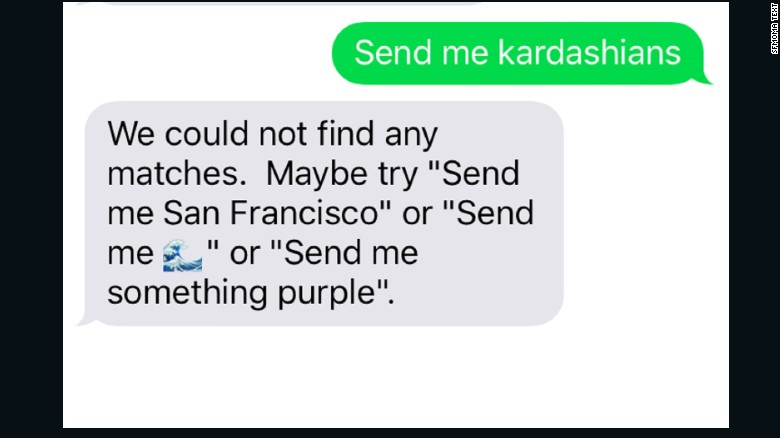 Send me kardashians
We could not find any
matches.  Maybe try "Send
me San Francisco" or "Send
me 🌊" or "Send me
something purple".
SFMOMA TEXT